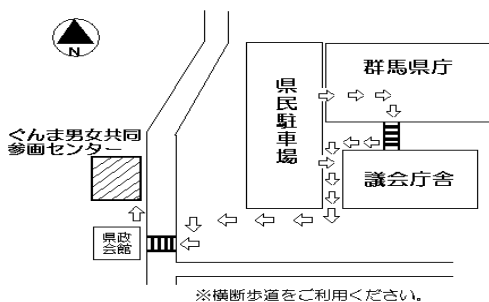 N
群馬県庁
県民駐車場
ぐんま男女共同
参画センター
議会庁舎
県政
会館
※横断歩道をご利用ください。